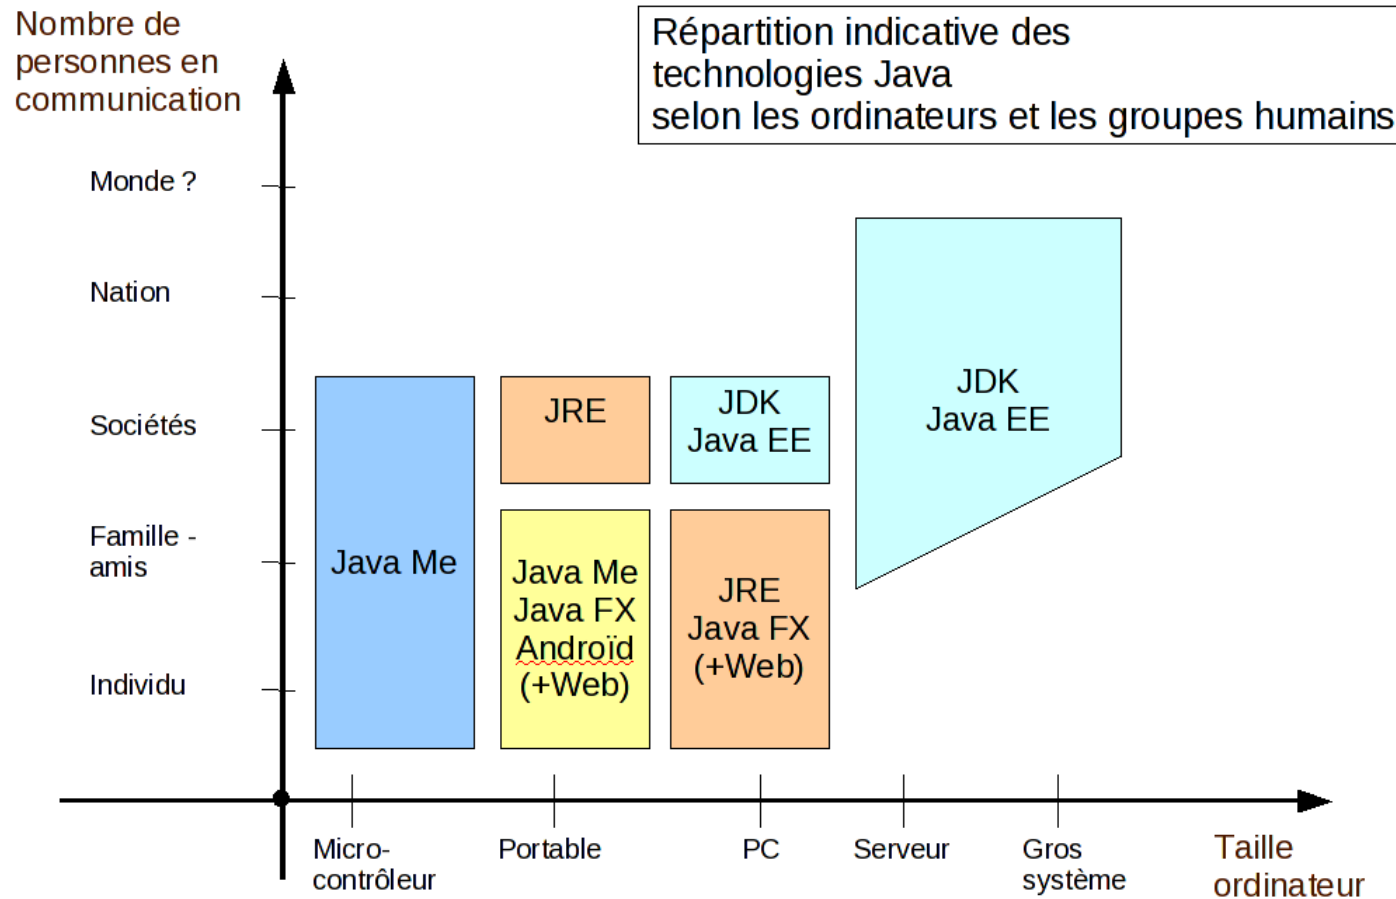 Nombre de
personnes en
communication
Répartition indicative des
technologies Java
selon les ordinateurs et les groupes humains
Monde ?
Nation
Sociétés
Famille -
amis
Individu
Java Me
JRE
Java Me
Java FX
Androïd
(+Web)
JDK
Java EE
JRE
Java FX
(+Web)
JDK
Java EE
Micro-
contrôleur
Portable
PC
Serveur
Gros
système
Taille
ordinateur